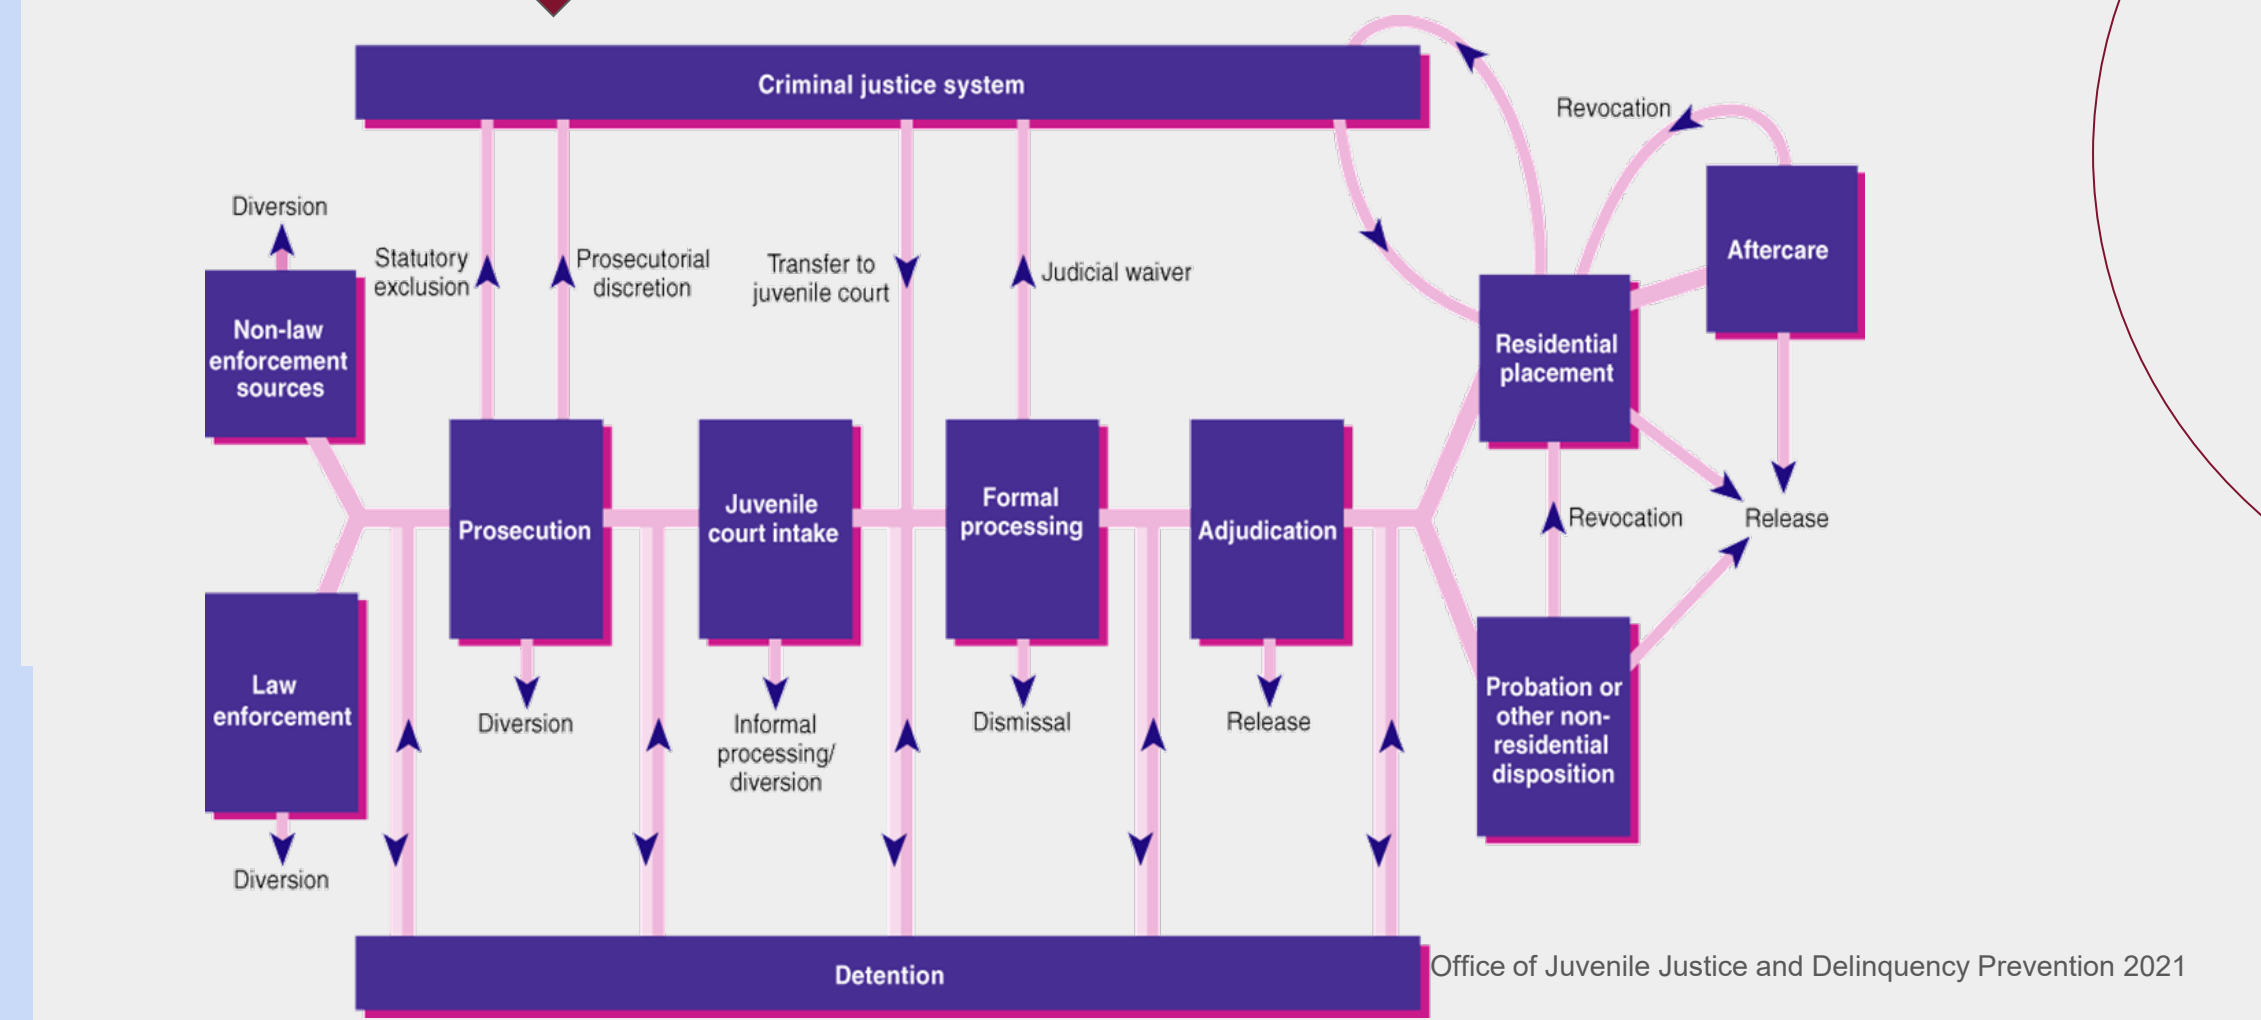 Criminal justice system
Revocation
Diversion
Aftercare
Statutory
exclusion
Prosecutorial
discretion
Transfer to
juvenile court
Judicial waiver
Non-law
enforcement
sources
Residential
placement
Prosecution
Juvenile
court intake
Formal
processing
Adjudication
Revocation
Release
Law
enforcement
Probation or
other non-
residential
disposition
Diversion
Informal
processing/
diversion
Dismissal
Release
Diversion
Detention
Office of Juvenile Justice and Delinquency Prevention 2021